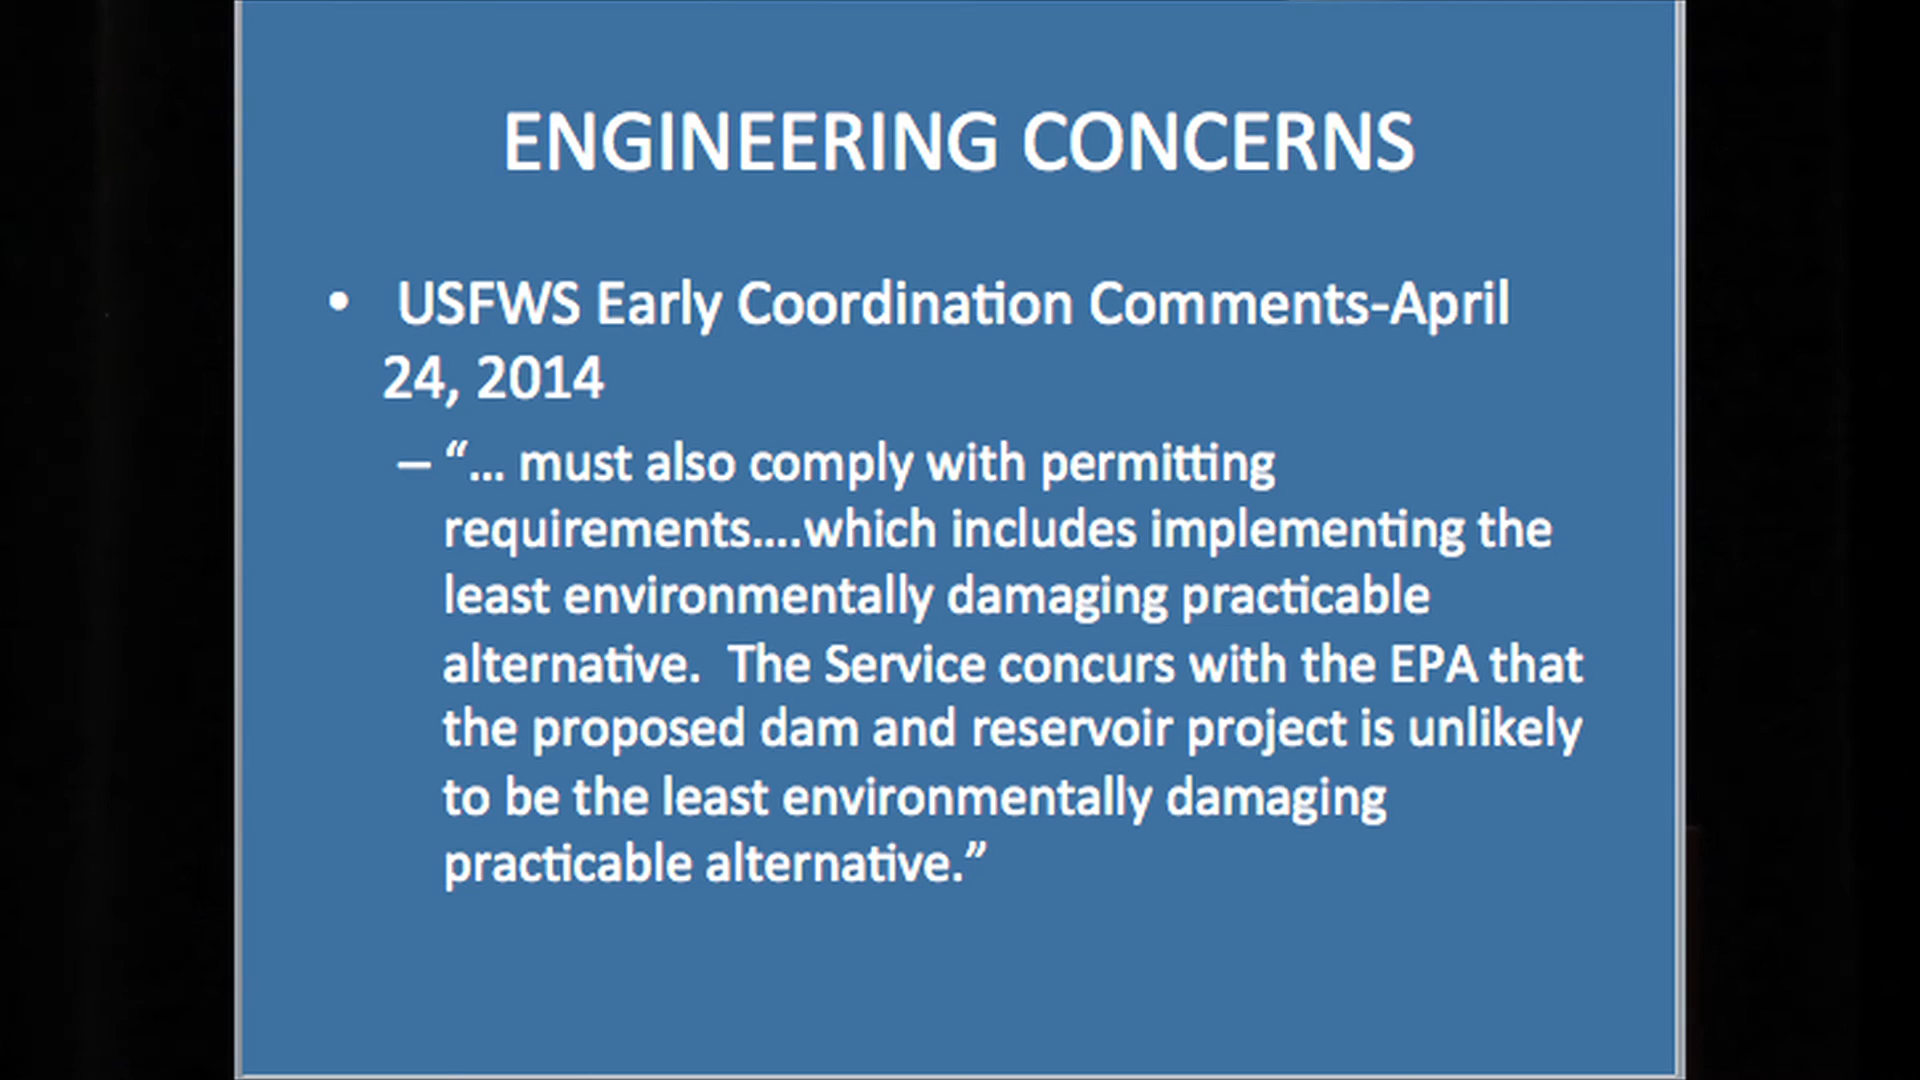 ENGINEERING CONCERNS
• USFWS Early Coordination Comments-April
24, 2014
– “... must also comply with permitting
requirements....which includes implementing the
least environmentally damaging practicable
alternative.  The Service concurs with the EPA that
the proposed dam and reservoir project is unlikely
to be the least environmentally damaging
practicable alternative.”